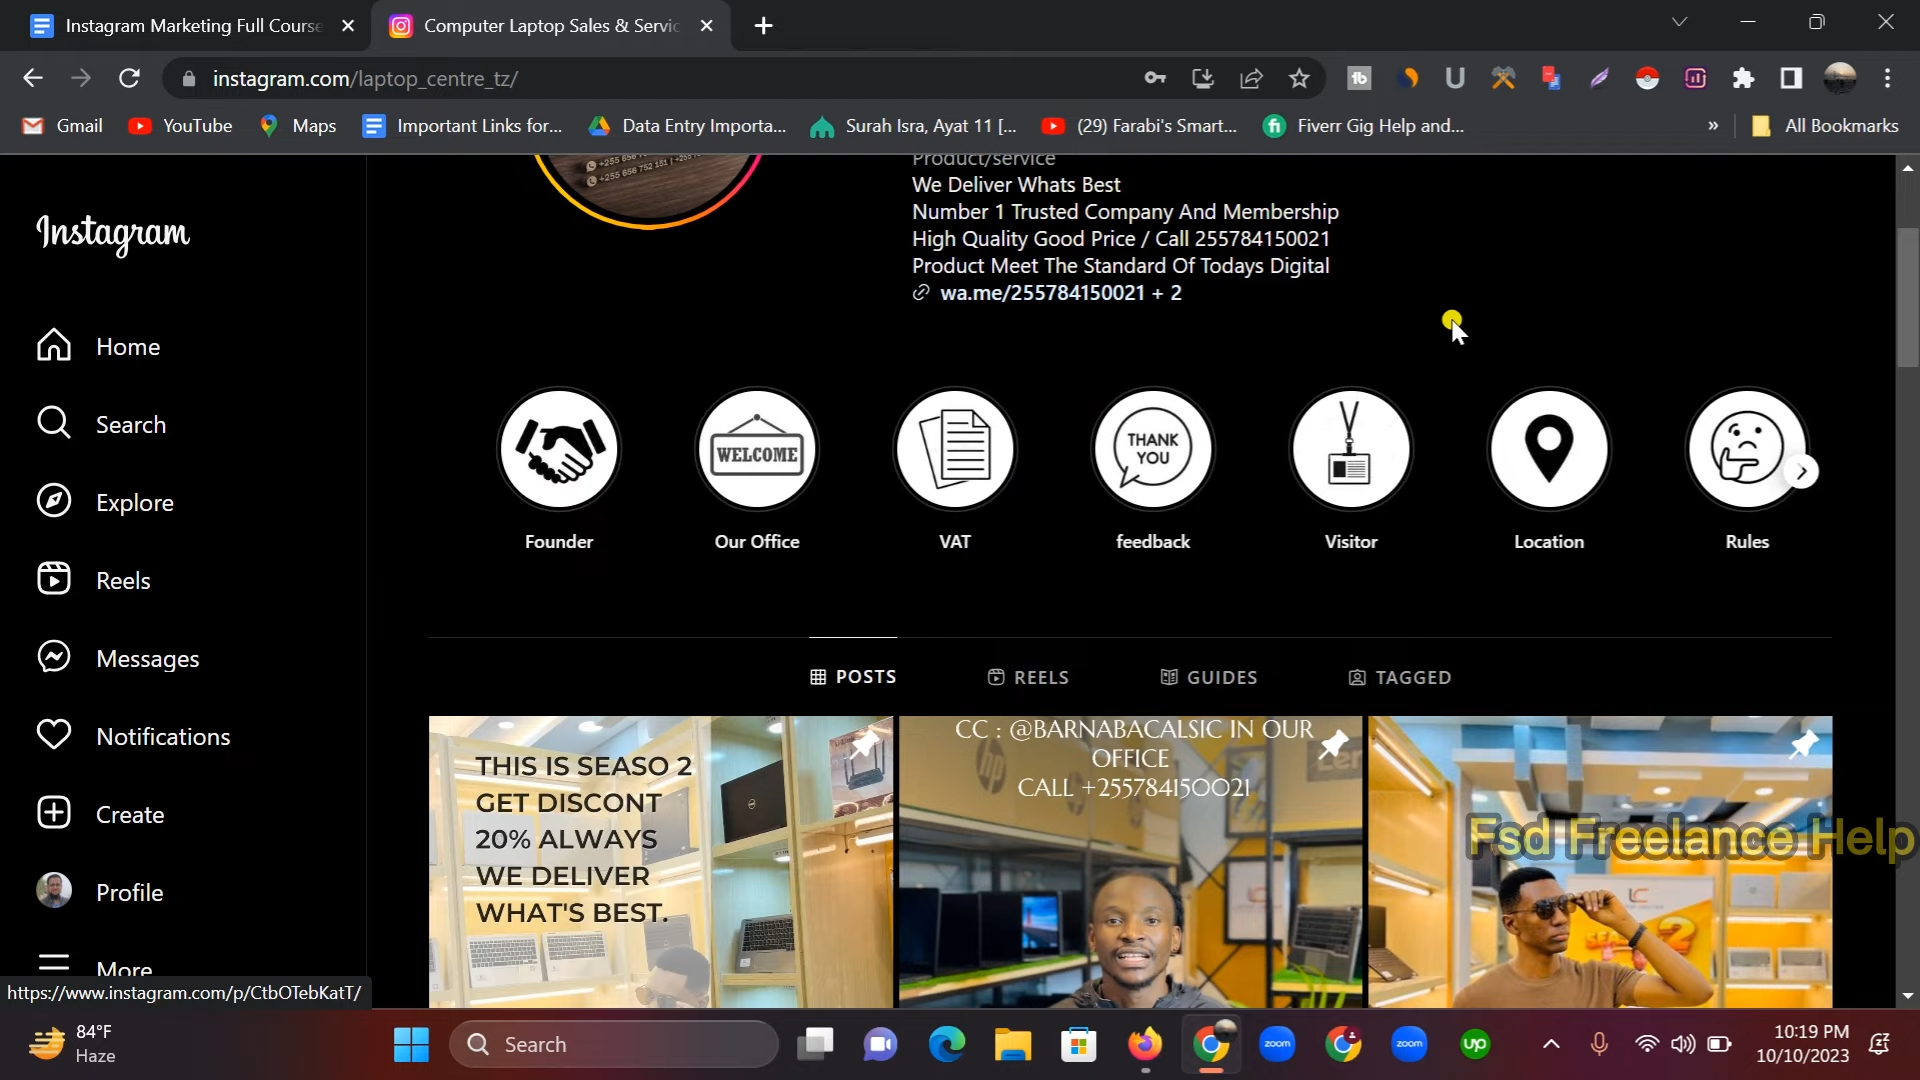 Instagram Marketing Full Course
Computer Laptop Sales & Servic
instagram.com/laptop_centre_tz/
Gmail
YouTube
Maps
Important Links for...
Data Entry Importa...
Surah Isra, Ayat 11 [...
(29) Farabi's Smart...
Fiverr Gig Help and...
»
All Bookmarks
Instagram
Home
Search
Explore
Reels
Messages
Notifications
Create
Profile
More
https://www.instagram.com/p/CtbOTebKatT/
Product/service
We Deliver Whats Best
Number 1 Trusted Company And Membership
High Quality Good Price / Call 255784150021
Product Meet The Standard Of Todays Digital
wa.me/255784150021 + 2
WELCOME
THANK
YOU
Founder
Our Office
VAT
feedback
Visitor
Location
Rules
POSTS
REELS
GUIDES
TAGGED
THIS IS SEASO 2
GET DISCONT
20% ALWAYS
WE DELIVER
WHAT'S BEST.
CC : @BARNABACALSIC IN OUR
OFFICE
CALL +255784150021
hp
Fsd Freelance Help
84°F
Haze
Search
zoom
zoom
up
10:19 PM
10/10/2023